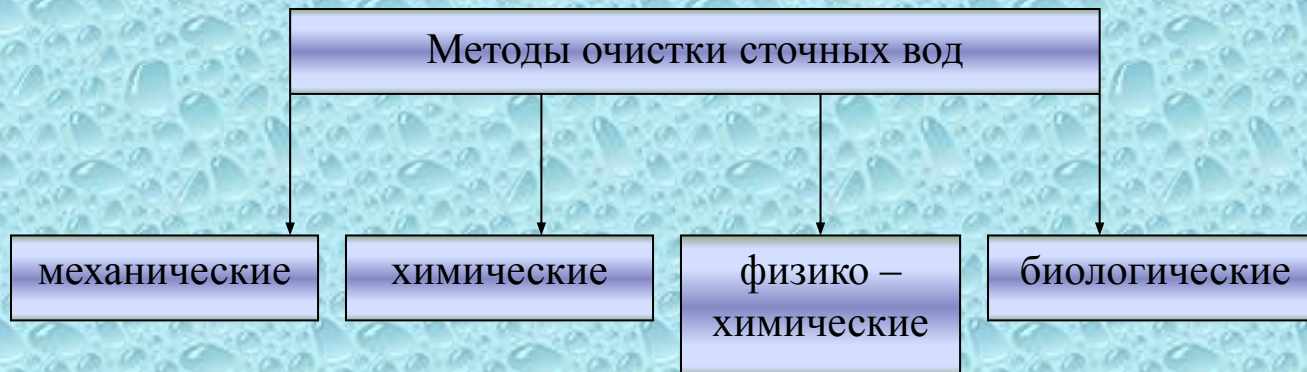 Методы очистки сточных вод
механические
химические
физико –
химические
биологические